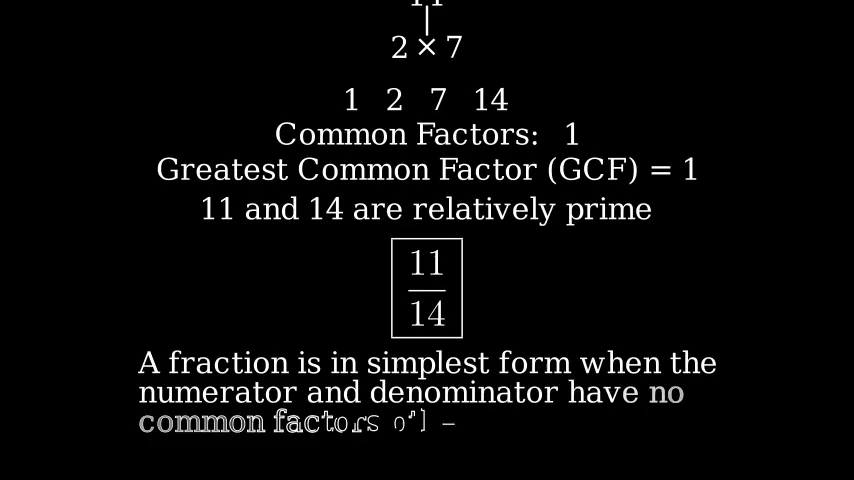 2 × 7
1 2 7 14
Common Factors: 1
Greatest Common Factor (GCF) = 1
11 and 14 are relatively prime
11
14
A fraction is in simplest form when the
numerator and denominator have no
common factors